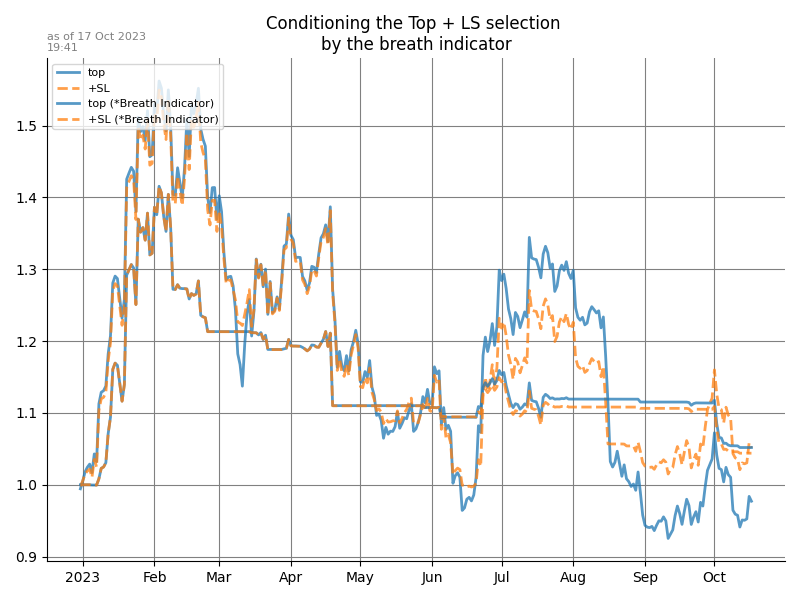 Conditioning the Top + LS selection
by the breath indicator
as of 17 Oct 2023
19:41
top
+SL
top (*Breath Indicator)
+SL (*Breath Indicator)
1.5
1.4
1.3
1.2
1.1
1.0
0.9
2023 Feb Mar Apr May Jun Jul Aug Sep Oct